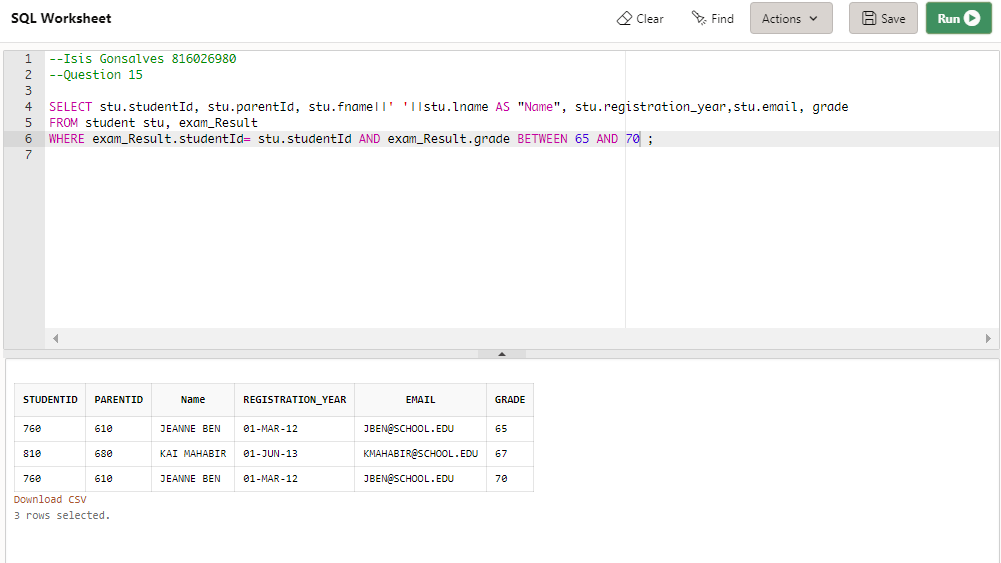 SQL Worksheet Clear Find Actions Save Run
1 --Isis Gonsalves 816026980
2 --Question 15
3
4 SELECT stu.studentId, stu.parentId, stu.fname||' '||stu.lname AS "Name", stu.registration_year,stu.email, grade
5 FROM student stu, exam_Result
6 WHERE exam_Result.studentId= stu.studentId AND exam_Result.grade BETWEEN 65 AND 70 ;
7
STUDENTID PARENTID Name REGISTRATION_YEAR EMAIL GRADE
760 610 JEANNE BEN 01-MAR-12 JBEN@SCHOOL.EDU 65
810 680 KAI MAHABIR 01-JUN-13 KMAHABIR@SCHOOL.EDU 67
760 610 JEANNE BEN 01-MAR-12 JBEN@SCHOOL.EDU 70
Download CSV
3 rows selected.